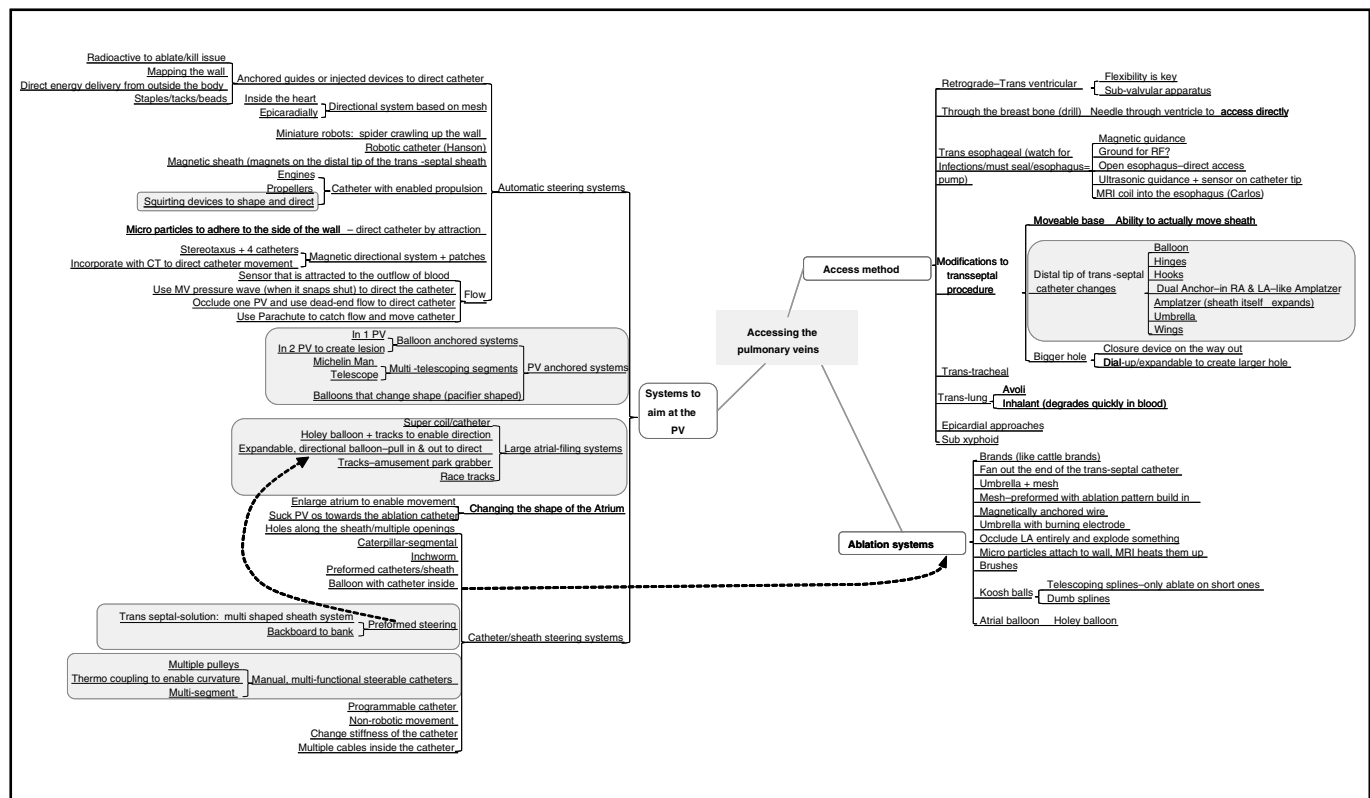 Radioactive to ablate/kill issue
Mapping the wall
Direct energy delivery from outside the body
Staples/tacks/beads
Anchored guides or injected devices to direct catheter
Inside the heart
Epicaradially
Directional system based on mesh
Miniature robots: spider crawling up the wall
Robotic catheter (Hanson)
Magnetic sheath (magnets on the distal tip of the trans -septal sheath
Engines
Propellers
Squirting devices to shape and direct
Catheter with enabled propulsion
Automatic steering systems
Micro particles to adhere to the side of the wall – direct catheter by attraction
Stereotaxus + 4 catheters
Incorporate with CT to direct catheter movement
Magnetic directional system + patches
Sensor that is attracted to the outflow of blood
Use MV pressure wave (when it snaps shut) to direct the catheter
Occlude one PV and use dead-end flow to direct catheter
Use Parachute to catch flow and move catheter
Flow
In 1 PV
In 2 PV to create lesion
Balloon anchored systems
Michelin Man
Telescope
Multi -telescoping segments
PV anchored systems
Balloons that change shape (pacifier shaped)
Super coil/catheter
Holey balloon + tracks to enable direction
Expandable, directional balloon–pull in & out to direct
Tracks–amusement park grabber
Race tracks
Large atrial-filing systems
Enlarge atrium to enable movement
Suck PV os towards the ablation catheter
Changing the shape of the Atrium
Holes along the sheath/multiple openings
Caterpillar-segmental
Inchworm
Preformed catheters/sheath
Balloon with catheter inside
Trans septal-solution: multi shaped sheath system
Backboard to bank
Preformed steering
Catheter/sheath steering systems
Multiple pulleys
Thermo coupling to enable curvature
Multi-segment
Manual, multi-functional steerable catheters
Programmable catheter
Non-robotic movement
Change stiffness of the catheter
Multiple cables inside the catheter
Systems to
aim at the
PV
Accessing the
pulmonary veins
Access method
Retrograde–Trans ventricular
Flexibility is key
Sub-valvular apparatus
Through the breast bone (drill) Needle through ventricle to access directly
Trans esophageal (watch for
Infections/must seal/esophagus=
pump)
Magnetic guidance
Ground for RF?
Open esophagus–direct access
Ultrasonic guidance + sensor on catheter tip
MRI coil into the esophagus (Carlos)
Modifications to
transseptal
procedure
Moveable base Ability to actually move sheath
Distal tip of trans -septal
catheter changes
Balloon
Hinges
Hooks
Dual Anchor–in RA & LA–like Amplatzer
Amplatzer (sheath itself expands)
Umbrella
Wings
Bigger hole
Closure device on the way out
Dial-up/expandable to create larger hole
Trans-tracheal
Trans-lung
Avoli
Inhalant (degrades quickly in blood)
Epicardial approaches
Sub xyphoid
Ablation systems
Brands (like cattle brands)
Fan out the end of the trans-septal catheter
Umbrella + mesh
Mesh–preformed with ablation pattern build in
Magnetically anchored wire
Umbrella with burning electrode
Occlude LA entirely and explode something
Micro particles attach to wall, MRI heats them up
Brushes
Koosh balls
Telescoping splines–only ablate on short ones
Dumb splines
Atrial balloon Holey balloon